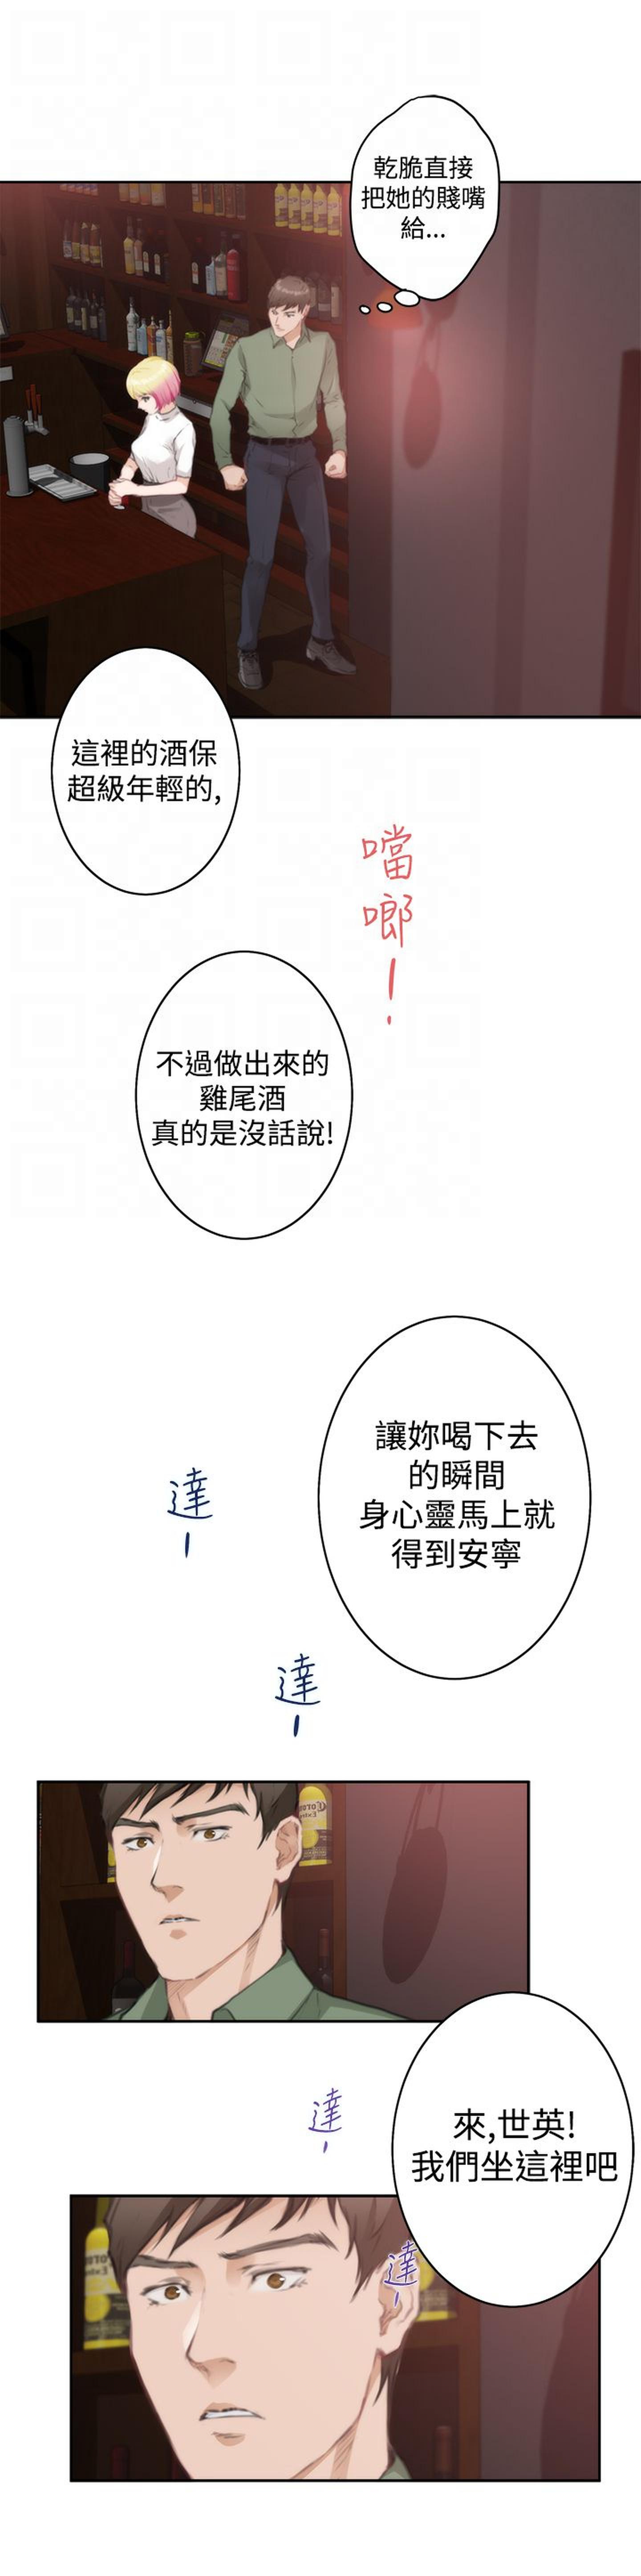 乾脆直接
把她的賤嘴
給...
這裡的酒保
超級年輕的,
噹
啷
!
不過做出來的
雞尾酒
真的是沒話說!
讓妳喝下去
的瞬間
身心靈馬上就
得到安寧
達
!
達
!
來,世英!
我們坐這裡吧
達
!
達
!